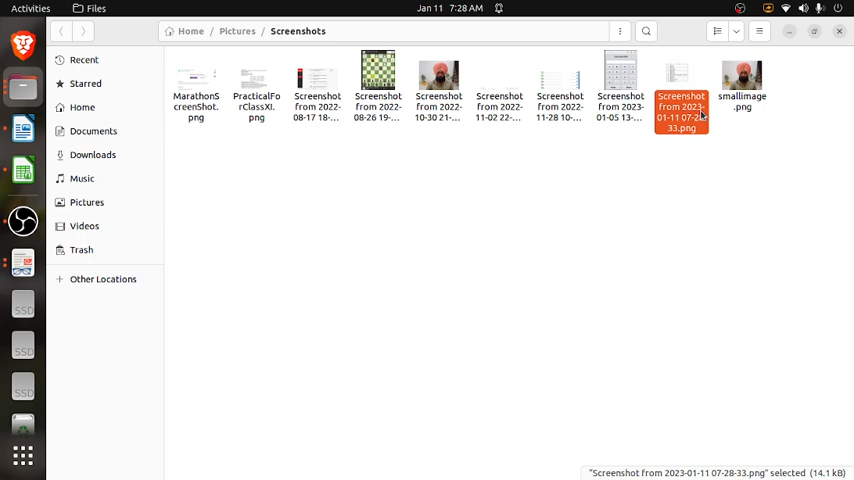 Activities
Files
Jan 11 7:28 AM
Home / Pictures / Screenshots
Recent
Starred
Home
Documents
Downloads
Music
Pictures
Videos
Trash
+ Other Locations
MarathonS
creenShot.
png
PracticalFo
rClassXI.
png
Screenshot
from 2022-
08-17 18-...
Screenshot
from 2022-
08-26 19-...
Screenshot
from 2022-
10-30 21-...
Screenshot
from 2022-
11-02 22-...
Screenshot
from 2022-
11-28 10-...
Screenshot
from 2023-
01-05 13-...
Screenshot
from 2023-
01-11 07-28-
33.png
smallimage
.png
SSD
SSD
SSD
"Screenshot from 2023-01-11 07-28-33.png" selected (14.1 kB)